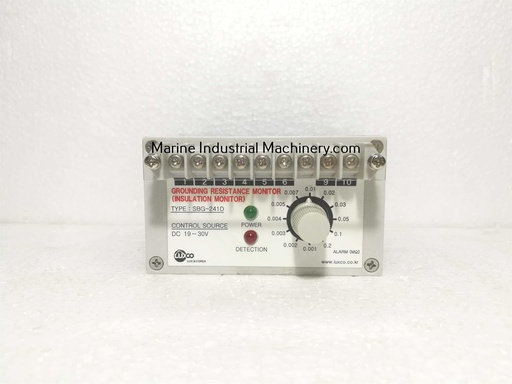 Marine Industrial Machinery.com
1 2 3 4 5 6 9 10
GROUNDING RESISTANCE MONITOR
(INSULATION MONITOR)
TYPE : SBG-241D
CONTROL SOURCE
DC 19~30V
LUXCO
POWER
DETECTION
0.001
0.002
0.003
0.004
0.005
0.007
0.01
0.02
0.03
0.05
0.1
0.2
ALARM (MΩ)
www.luxco.co.kr